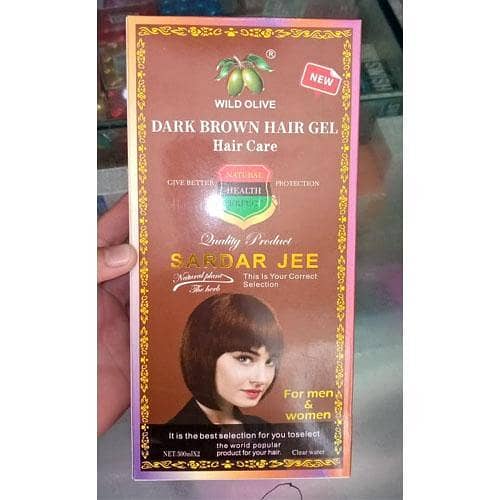 NEW
®
WILD OLIVE
DARK BROWN HAIR GEL
Hair Care
NATURAL
GIVE BETTER HEALTH PROTECTION
Quality Product
SARDAR JEE
Natural plant This Is Your Correct
The herb Selection
For men
&
women
It is the best selection for you toselect
the world popular
NET:500mlX2 product for your hair. Clear water